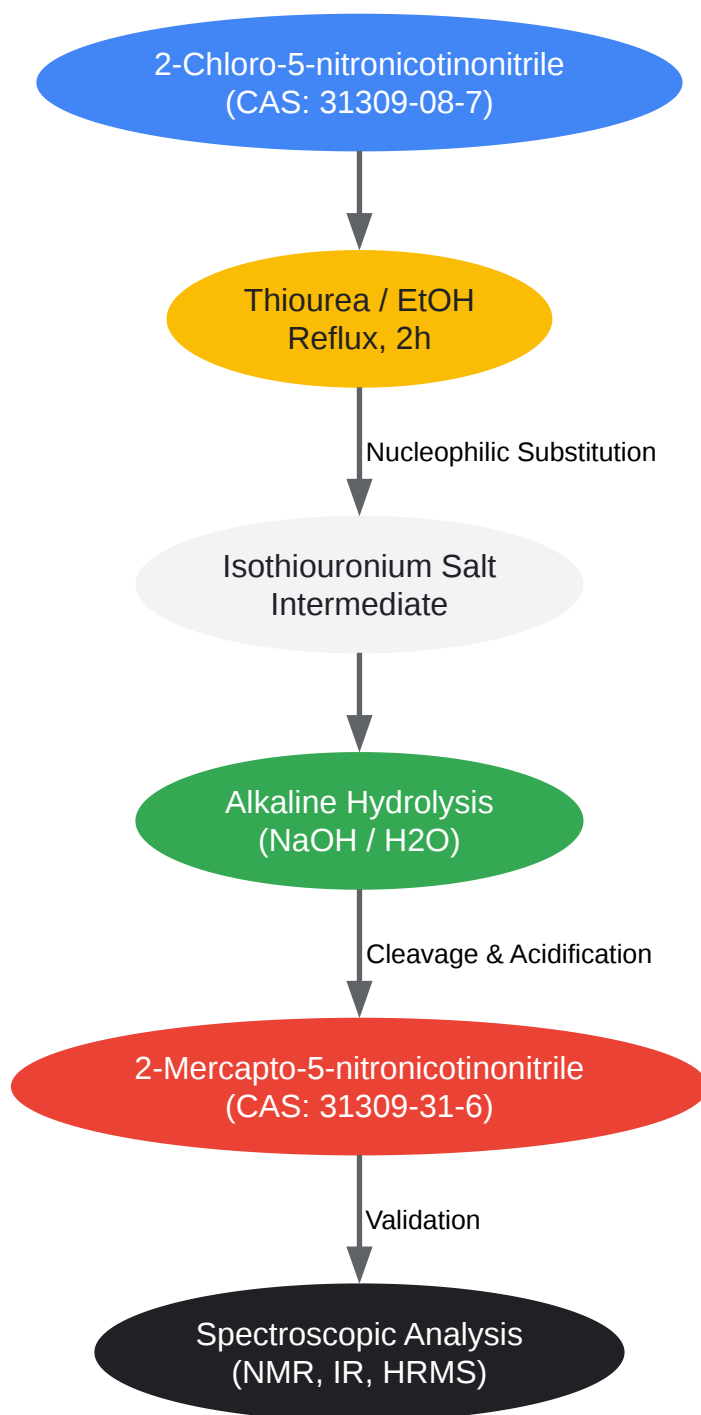 2-Chloro-5-nitronicotinonitrile
(CAS: 31309-08-7)
Thiourea / EtOH
Reflux, 2h
Nucleophilic Substitution
Isothiouronium Salt
Intermediate
Alkaline Hydrolysis
(NaOH / H2O)
Cleavage & Acidification
2-Mercapto-5-nitronicotinonitrile
(CAS: 31309-31-6)
Validation
Spectroscopic Analysis
(NMR, IR, HRMS)